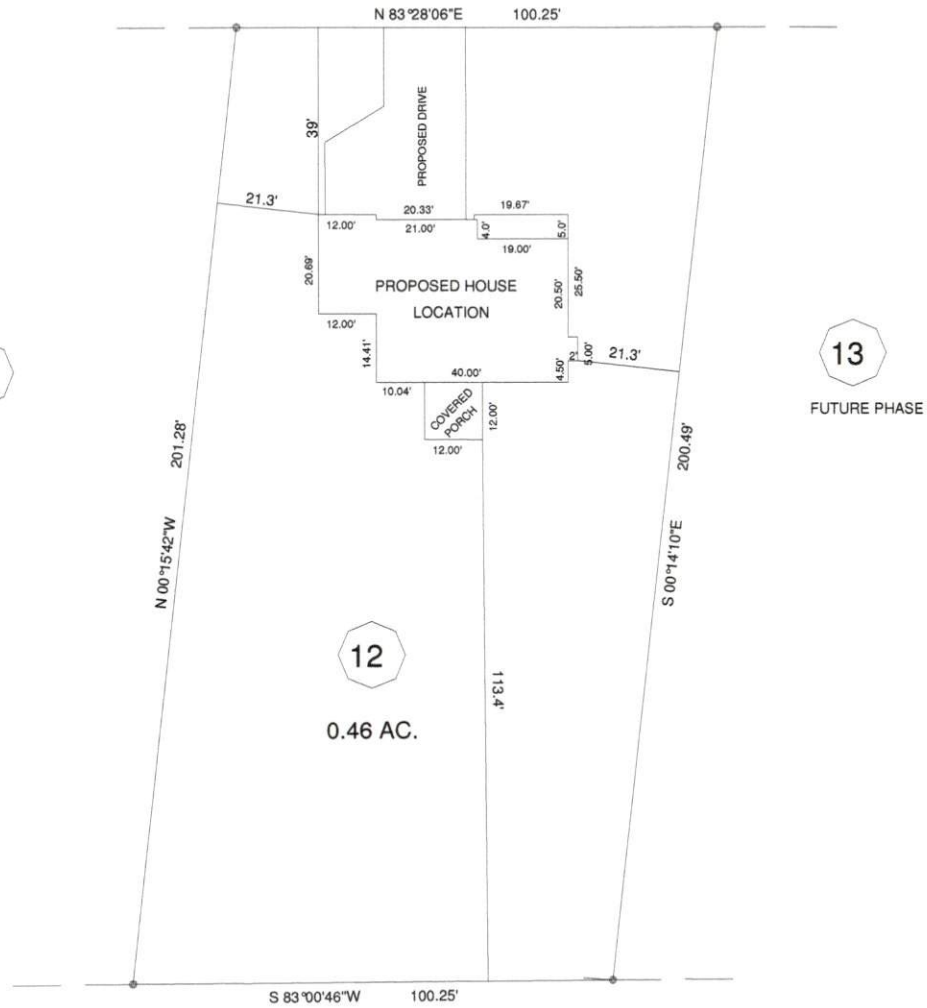 N 83°28'06"E 100.25'
39'
PROPOSED DRIVE
21.3'
12.00'
20.33'
21.00'
19.67'
4.0'
5.0'
19.00'
20.69'
PROPOSED HOUSE
LOCATION
20.50'
25.50'
12.00'
14.41'
40.00'
2'
5.00'
4.50'
21.3'
10.04'
COVERED
PORCH
12.00'
12.00'
13
FUTURE PHASE
201.28'
N 00°15'42"W
200.49'
S 00°14'10"E
12
0.46 AC.
113.4'
S 83°00'46"W 100.25'